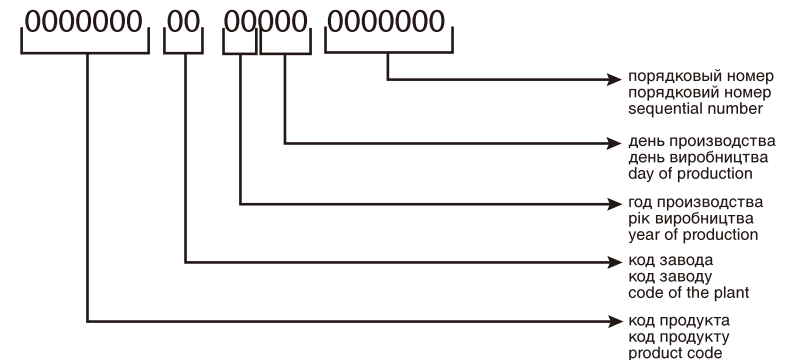 0000000 00 00000 0000000
порядковый номер
порядковий номер
sequential number
день производства
день виробництва
day of production
год производства
рік виробництва
year of production
код завода
код заводу
code of the plant
код продукта
код продукту
product code